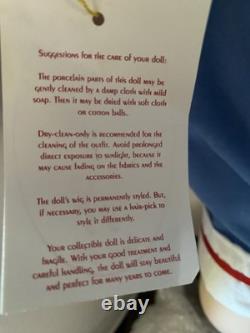 Suggestions for the care of your doll:
The porcelain parts of this doll may be
gently cleaned by a damp cloth with mild
soap. Then it may be dried with soft cloth
or cotton balls.
Dry-clean-only is recommended for the
cleaning of the outfit. Avoid prolonged
direct exposure to sunlight, because it
may cause fading on the fabrics and the
accessories.
The doll's wig is permanently styled. But,
if necessary, you may use a hair-pick to
style it differently.
Your collectible doll is delicate and
fragile. With your good treatment and
careful handling, the doll will stay beautiful
and perfect for many years to come.
watermark.thewatermarkapp.com